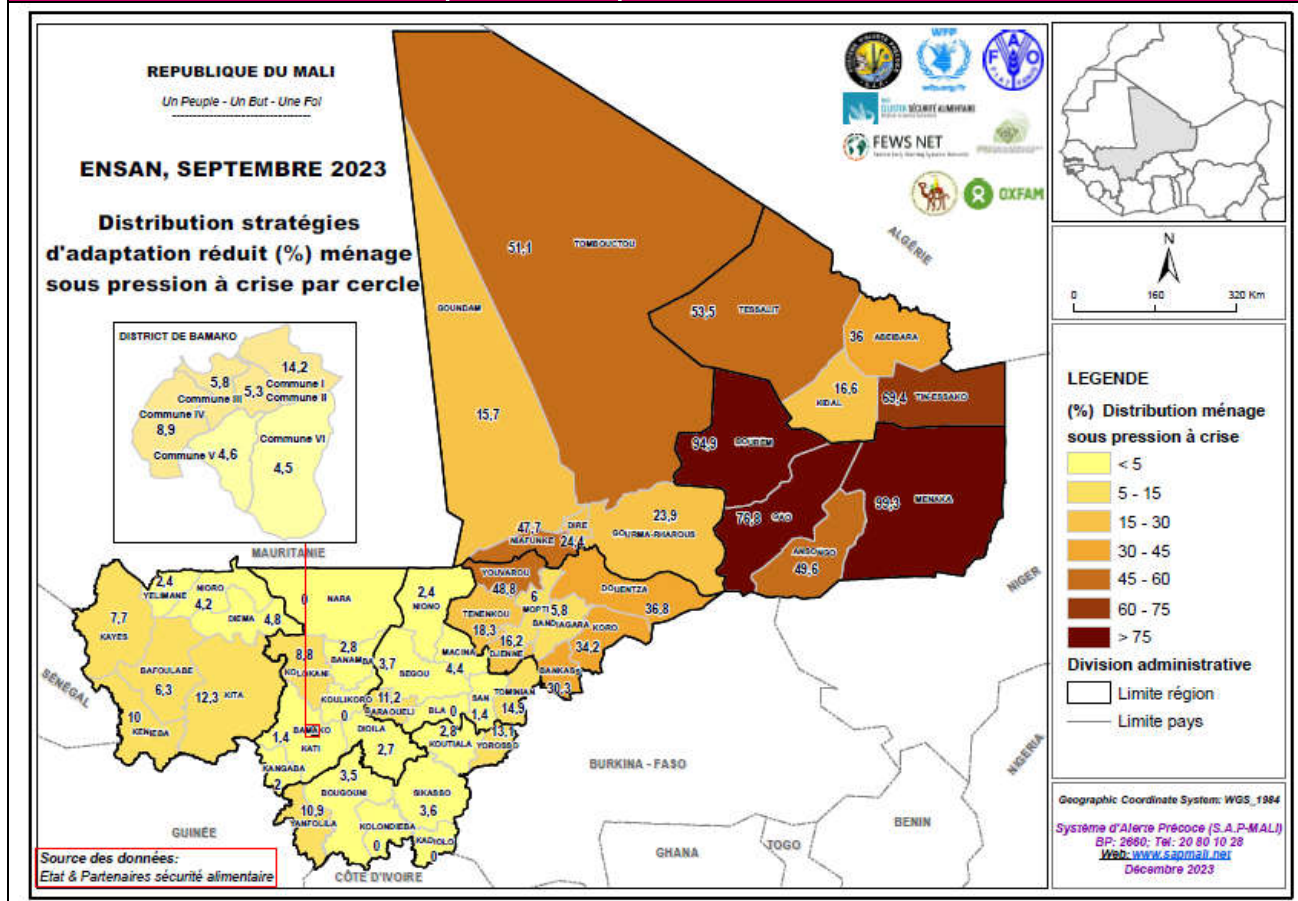 REPUBLIQUE DU MALI
Un Peuple - Un But - Une Foi
ENSAN, SEPTEMBRE 2023
Distribution stratégies
d'adaptation réduit (%) ménage
sous pression à crise par cercle
WFP
wfp.org/fr
FAO
CLUSTER SÉCURITÉ ALIMENTAIRE
FEWS NET
OXFAM
DISTRICT DE BAMAKO
14,2
Commune I
5,8
5,3
Commune III
Commune II
Commune IV
8,9
Commune VI
Commune V 4,6
4,5
ALGÉRIE
51,1
TOMBOUCTOU
GOUNDAM
15,7
53,5
TESSALIT
36
ABEIBARA
16,6
KIDAL
69,4
TIN-ESSAKO
94,9
BOUREM
99,3
MENAKA
76,8
GAO
ANSONGO
49,6
23,9
GOURMA-RHAROUS
DIRE
47,7
NIAFUNKE
24,4
MAURITANIE
NIGER
YOUVAROU
48,8
DOUENTZA
36,8
6
MOPTI
5,8
BANDIAGARA
KORO
34,2
TENENKOU
18,3
16,2
DJENNE
BANKASS
30,3
2,4
YELIMANE
NIORO
4,2
DIEMA
4,8
0
NARA
2,4
NIONO
7,7
KAYES
BAFOULABE
6,3
12,3
KITA
10
KENIEBA
8,8
KOLOKANI
2,8
BANAMBA
3,7
SEGOU
MACINA
4,4
KOULIKORO
0
11,2
BARAOUELI
BLA
0
SAN
1,4
TOMINIAN
14,9
BAMAKO
1,4
KATI
DIOILA
2,7
2,8
KOUTIALA
13,1
YOROSSO
KANGABA
2
3,5
BOUGOUNI
SIKASSO
3,6
10,9
YANFOLILA
KOLONDIEBA
0
KADIOLO
0
SÉNÉGAL
GUINÉE
CÔTE D'IVOIRE
BURKINA - FASO
GHANA
TOGO
BENIN
NIGERIA
Source des données:
Etat & Partenaires sécurité alimentaire
N
0 160 320 Km
LEGENDE
(%) Distribution ménage
sous pression à crise
< 5
5 - 15
15 - 30
30 - 45
45 - 60
60 - 75
> 75
Division administrative
Limite région
Limite pays
Geographic Coordinate System: WGS_1984
Système d'Alerte Précoce (S.A.P-MALI)
BP: 2660; Tel: 20 80 10 28
Web: www.sapmali.net
Décembre 2023